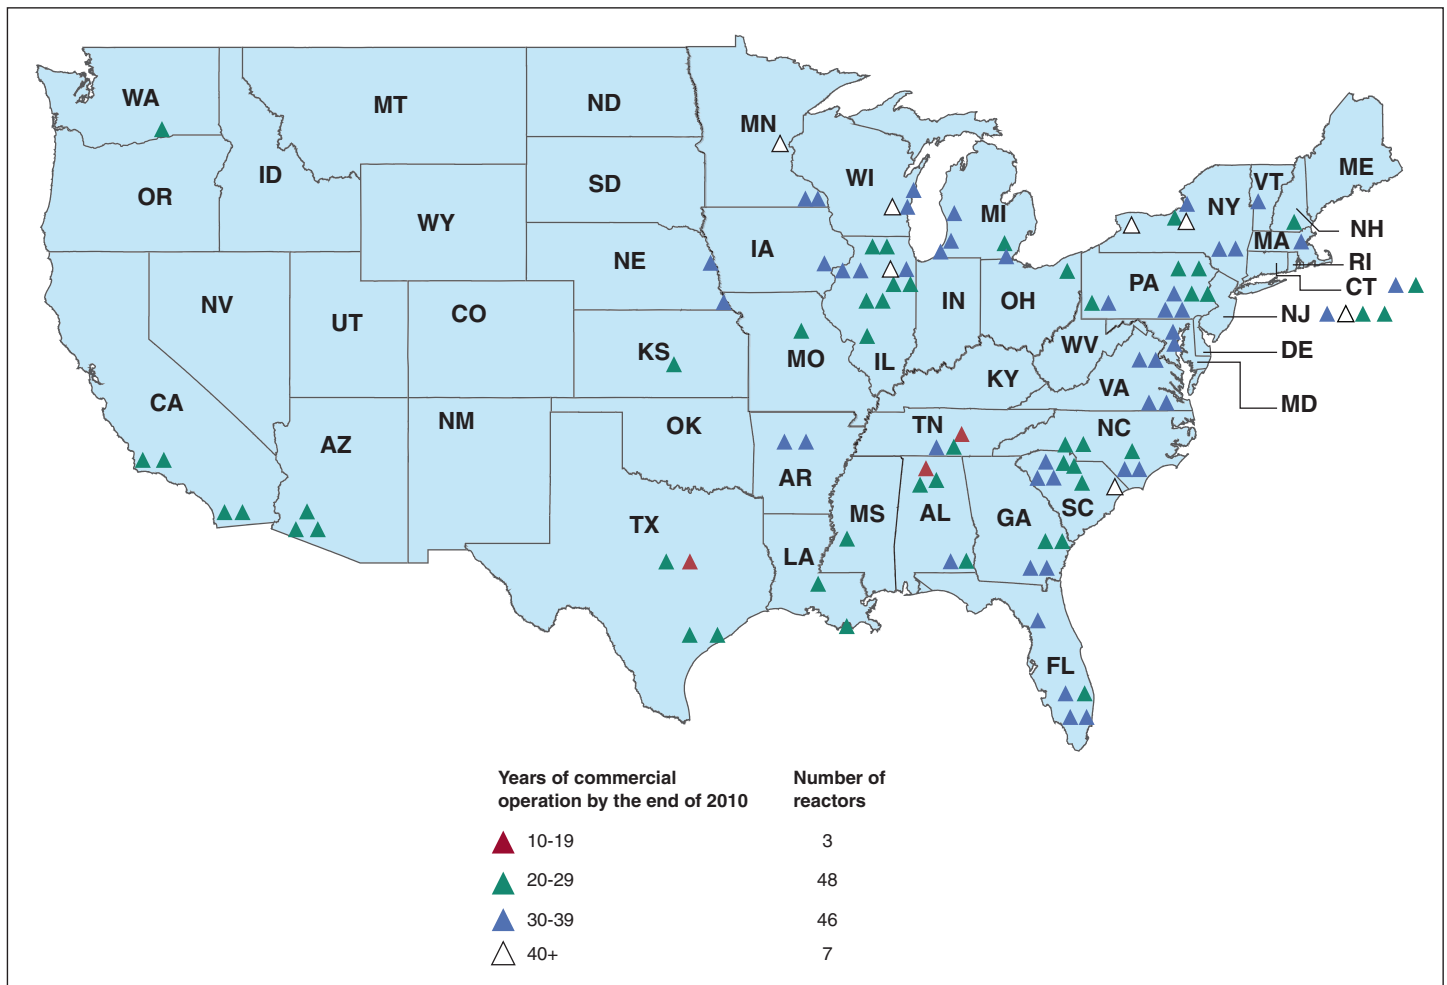 WA
MT
ND
MN
OR
ID
SD
WI
MI
NY
VT
ME
WY
NH
MA
RI
CT
NE
IA
PA
NV
UT
CO
IN
OH
NJ
KS
MO
IL
WV
DE
KY
VA
MD
CA
AZ
NM
OK
TN
NC
AR
TX
MS
AL
GA
SC
LA
FL
Years of commercial
operation by the end of 2010
Number of
reactors
10-19 3
20-29 48
30-39 46
40+ 7